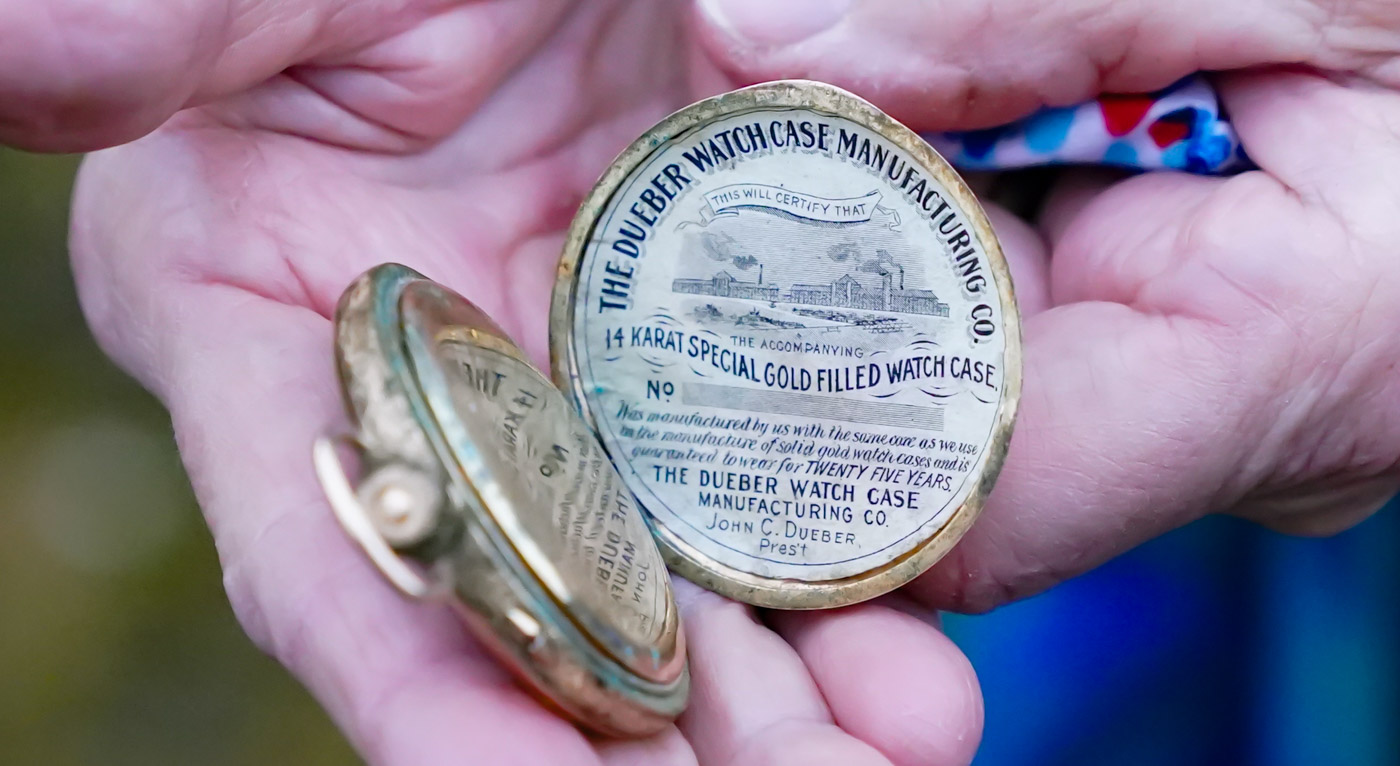 THE DUEBER WATCH CASE MANUFACTURING CO.
THIS WILL CERTIFY THAT
THE ACCOMPANYING
14 KARAT SPECIAL GOLD FILLED WATCH CASE.
No
Was manufactured by us with the same care as we use
in the manufacture of solid gold watch cases and is
guaranteed to wear for TWENTY FIVE YEARS.
THE DUEBER WATCH CASE
MANUFACTURING CO.
JOHN C. DUEBER,
Pres't